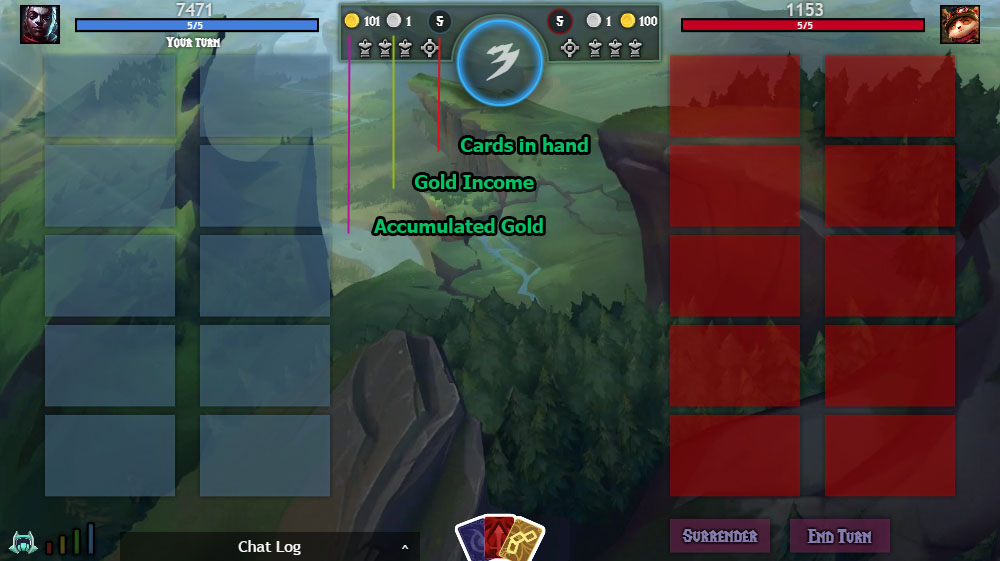 7471
5/5
Your turn
101 1 5
5 1 100
1153
5/5
Cards in hand
Gold Income
Accumulated Gold
Chat Log
Surrender
End Turn